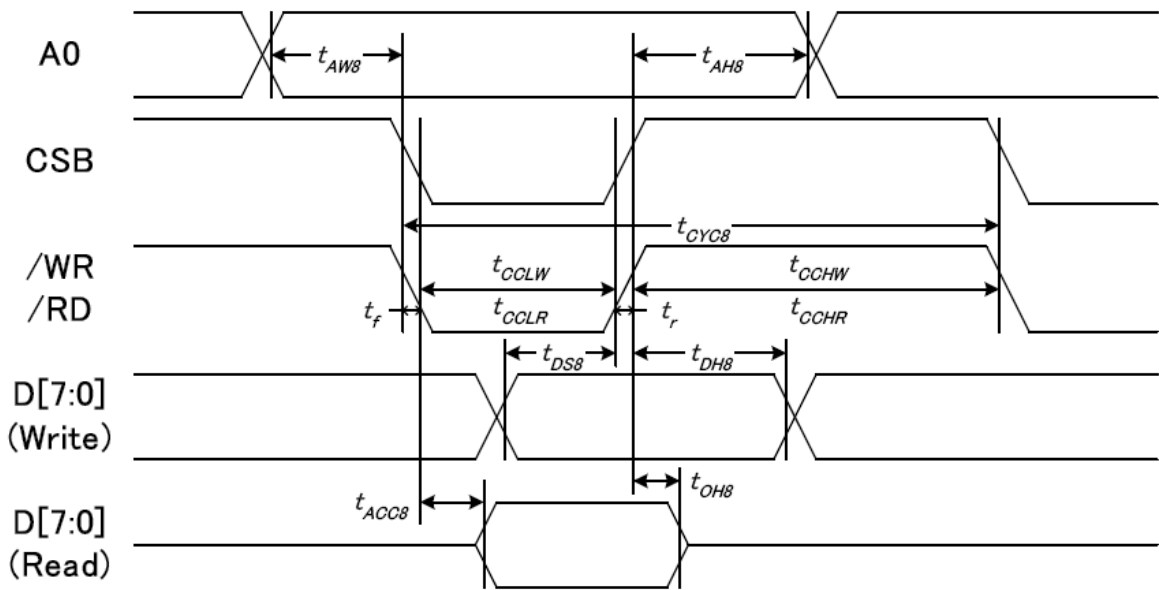 A0
tAW8
tAH8
CSB
tCYC8
/WR
/RD
tCCLW
tCCHW
tf
tCCLR
tr
tCCHR
tDS8
tDH8
D[7:0]
(Write)
tOH8
tACC8
D[7:0]
(Read)